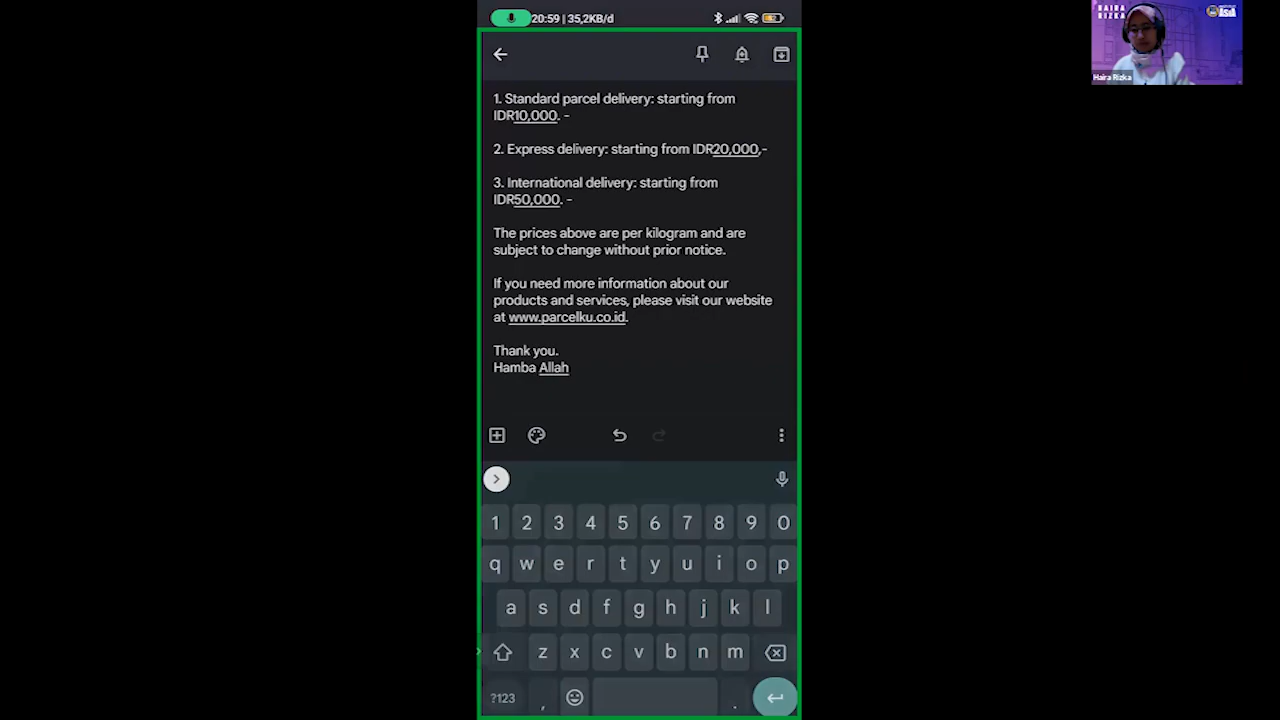 20:59 | 35,2KB/d
1. Standard parcel delivery: starting from
IDR10,000. -
2. Express delivery: starting from IDR20,000,-
3. International delivery: starting from
IDR50,000. -
The prices above are per kilogram and are
subject to change without prior notice.
If you need more information about our
products and services, please visit our website
at www.parcelku.co.id.
Thank you.
Hamba Allah
1 2 3 4 5 6 7 8 9 0
q w e r t y u i o p
a s d f g h j k l
z x c v b n m
?123 , .
HAIRA
RIZKA
Haira Rizka